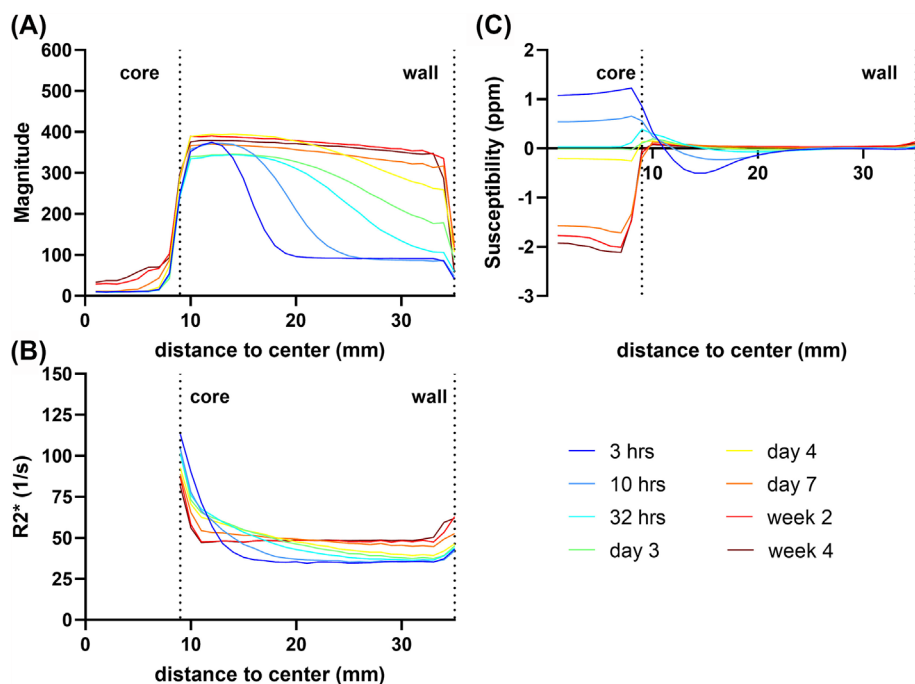 (A)
600
500
400
300
200
100
0
Magnitude
core
wall
0
10
20
30
distance to center (mm)
(C)
2
1
0
-1
-2
-3
Susceptibility (ppm)
core
wall
10
20
30
distance to center (mm)
(B)
150
125
100
75
50
25
0
R2* (1/s)
core
wall
0
10
20
30
distance to center (mm)
3 hrs
10 hrs
32 hrs
day 3
day 4
day 7
week 2
week 4